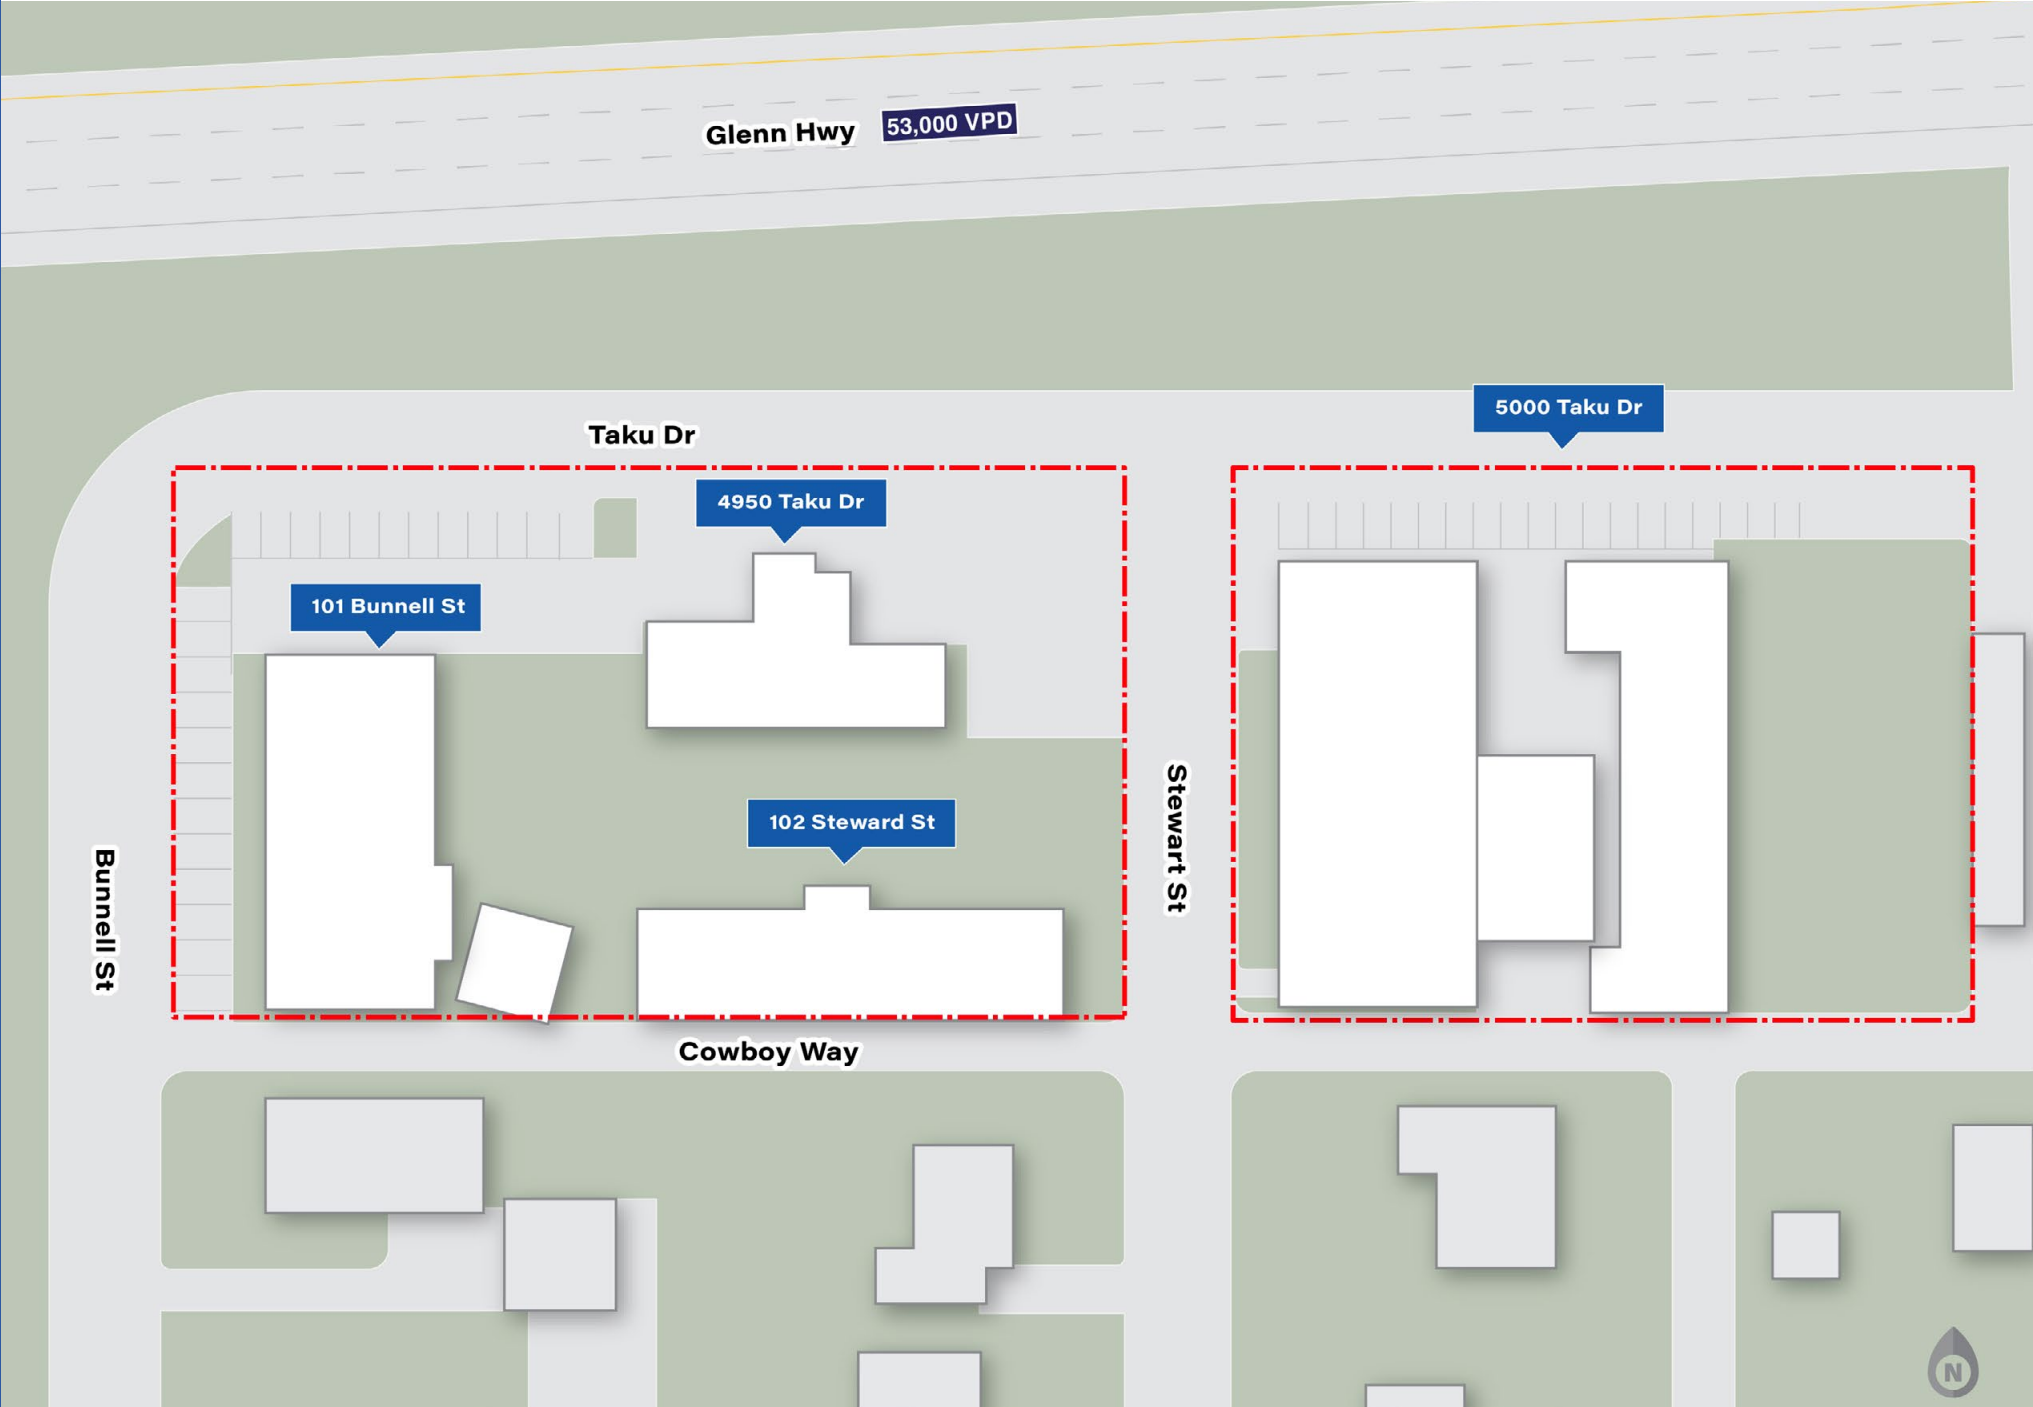 Glenn Hwy 53,000 VPD
5000 Taku Dr
Taku Dr
4950 Taku Dr
101 Bunnell St
102 Steward St
Stewart St
Bunnell St
Cowboy Way
N